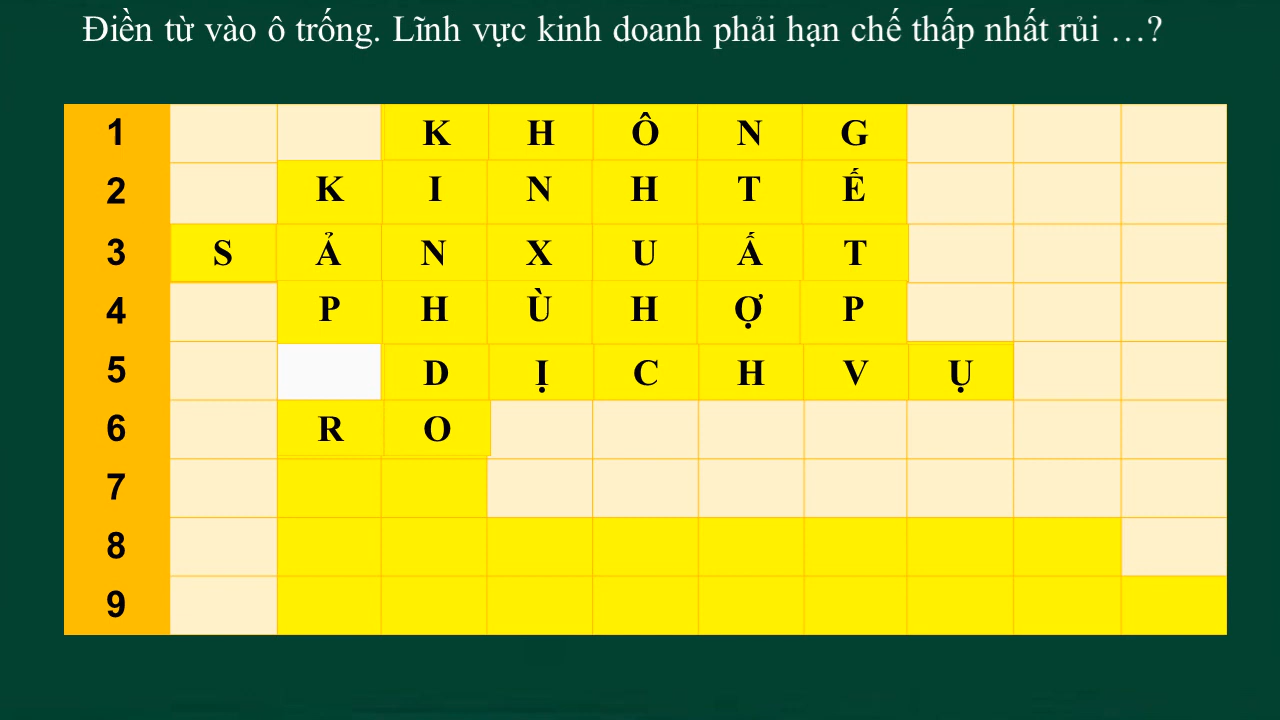 Điền từ vào ô trống. Lĩnh vực kinh doanh phải hạn chế thấp nhất rủi …?
1 K H Ô N G
2 K I N H T Ế
3 S Ả N X U Ấ T
4 P H Ù H Ợ P
5 D Ị C H V Ụ
6 R O
7
8
9